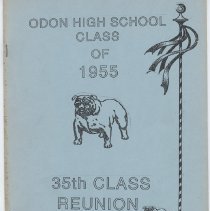 ODON HIGH SCHOOL
CLASS
OF
1955
35th CLASS
REUNION